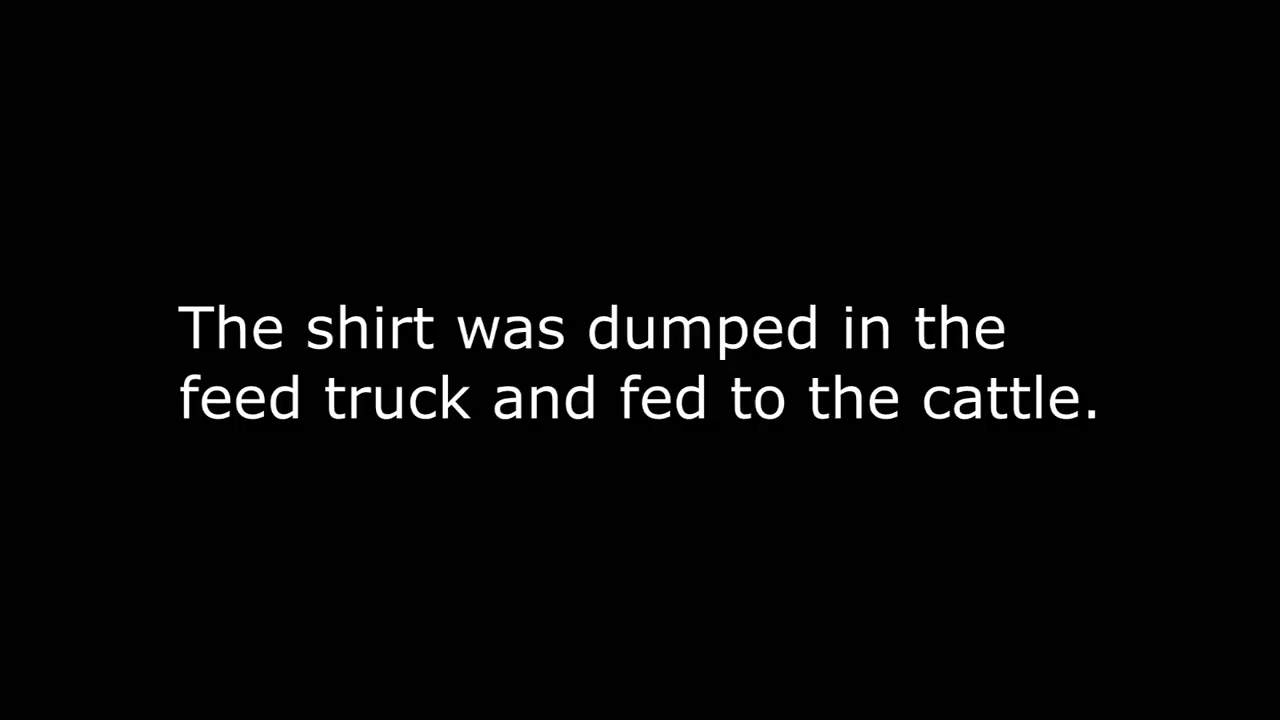 The shirt was dumped in the
feed truck and fed to the cattle.